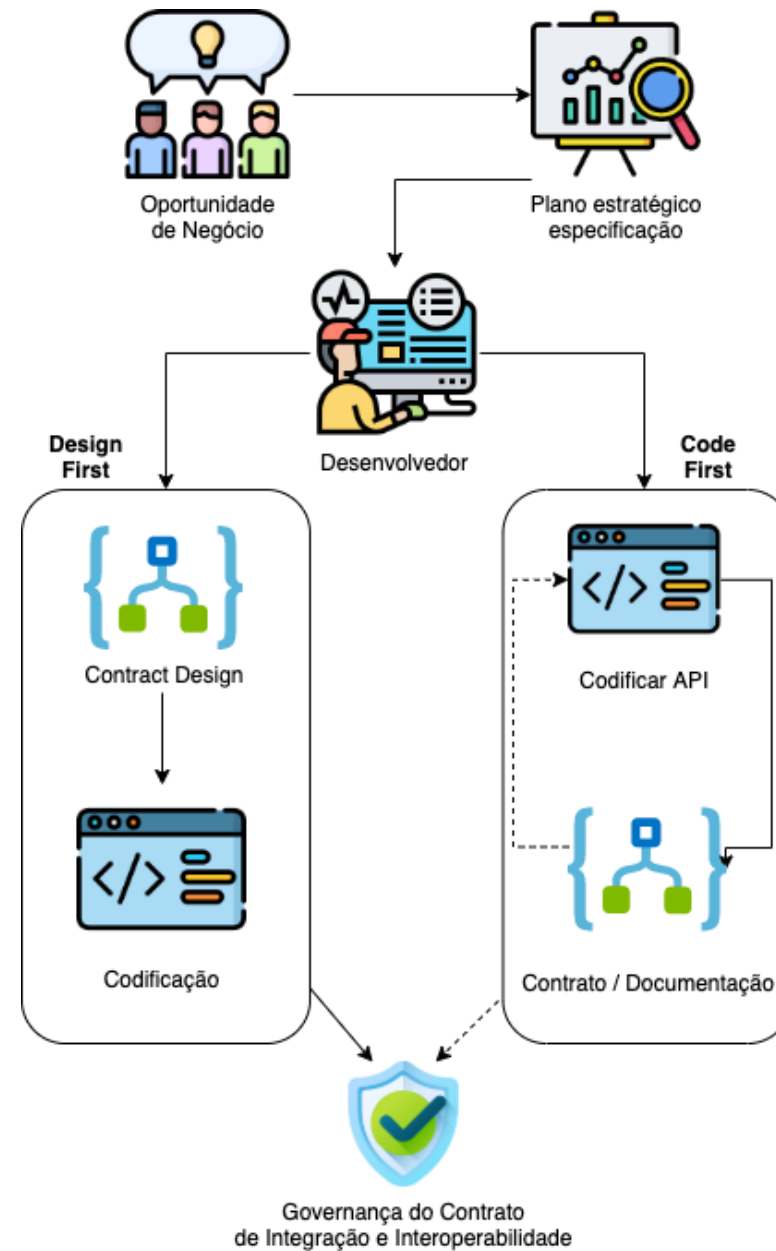 Oportunidade
de Negócio
Plano estratégico
especificação
Desenvolvedor
Design
First
Code
First
Contract Design
Codificação
Codificar API
Contrato / Documentação
Governança do Contrato
de Integração e Interoperabilidade